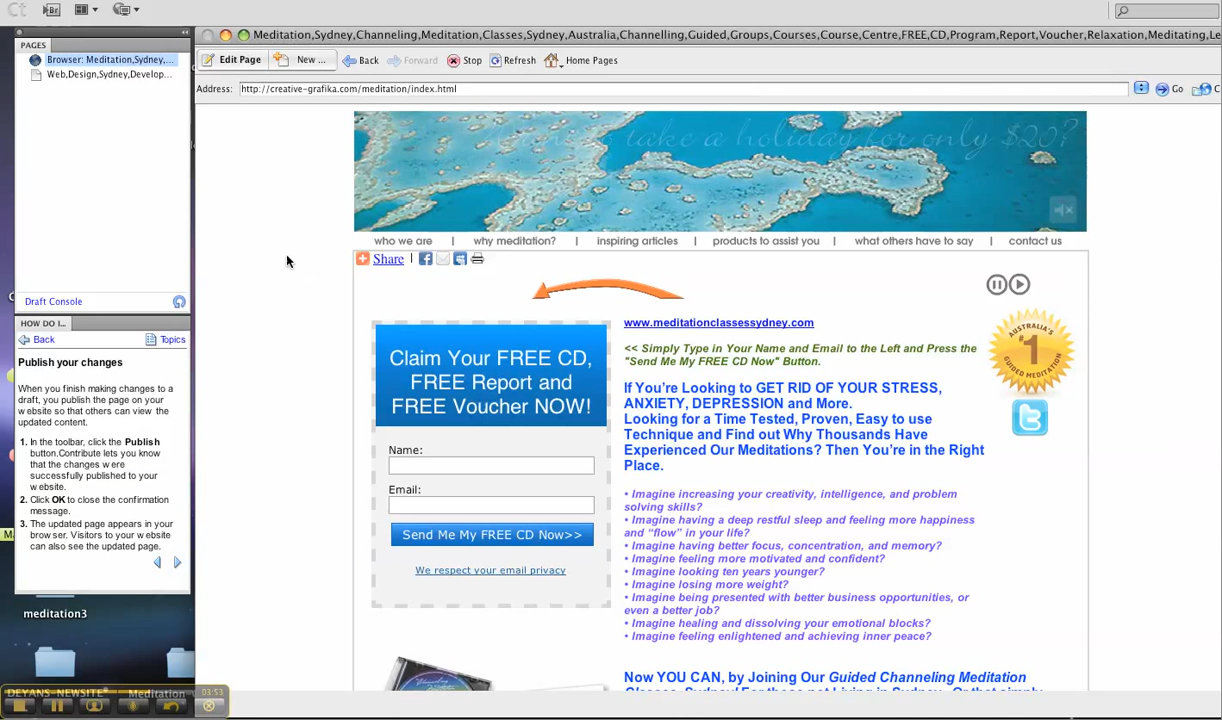 Ct
Br
PAGES
Browser: Meditation,Sydney,...
Web,Design,Sydney,Develop...
Draft Console
HOW DO I...
Back
Topics
Publish your changes
When you finish making changes to a
draft, you publish the page on your
website so that others can view the
updated content.
1. In the toolbar, click the Publish
button.Contribute lets you know
that the changes were
successfully published to your
website.
2. Click OK to close the confirmation
message.
3. The updated page appears in your
browser. Visitors to your website
can also see the updated page.
meditation3
DEYANS-NEWSITE Meditation 03:53
Meditation,Sydney,Channeling,Meditation,Classes,Sydney,Australia,Channelling,Guided,Groups,Courses,Course,Centre,FREE,CD,Program,Report,Voucher,Relaxation,Meditating,Le
Edit Page
New ...
Back
Forward
Stop
Refresh
Home Pages
Address:
http://creative-grafika.com/meditation/index.html
Go
take a holiday for only $20?
who we are | why meditation? | inspiring articles | products to assist you | what others have to say | contact us
Share |
Claim Your FREE CD,
FREE Report and
FREE Voucher NOW!
Name:
Email:
Send Me My FREE CD Now>>
We respect your email privacy
www.meditationclassessydney.com
<< Simply Type in Your Name and Email to the Left and Press the
"Send Me My FREE CD Now" Button.
If You're Looking to GET RID OF YOUR STRESS,
ANXIETY, DEPRESSION and More.
Looking for a Time Tested, Proven, Easy to use
Technique and Find out Why Thousands Have
Experienced Our Meditations? Then You're in the Right
Place.
• Imagine increasing your creativity, intelligence, and problem
solving skills?
• Imagine having a deep restful sleep and feeling more happiness
and “flow” in your life?
• Imagine having better focus, concentration, and memory?
• Imagine feeling more motivated and confident?
• Imagine looking ten years younger?
• Imagine losing more weight?
• Imagine being presented with better business opportunities, or
even a better job?
• Imagine healing and dissolving your emotional blocks?
• Imagine feeling enlightened and achieving inner peace?
Now YOU CAN, by Joining Our Guided Channeling Meditation
AUSTRALIA'S
#1
GUIDED MEDITATION